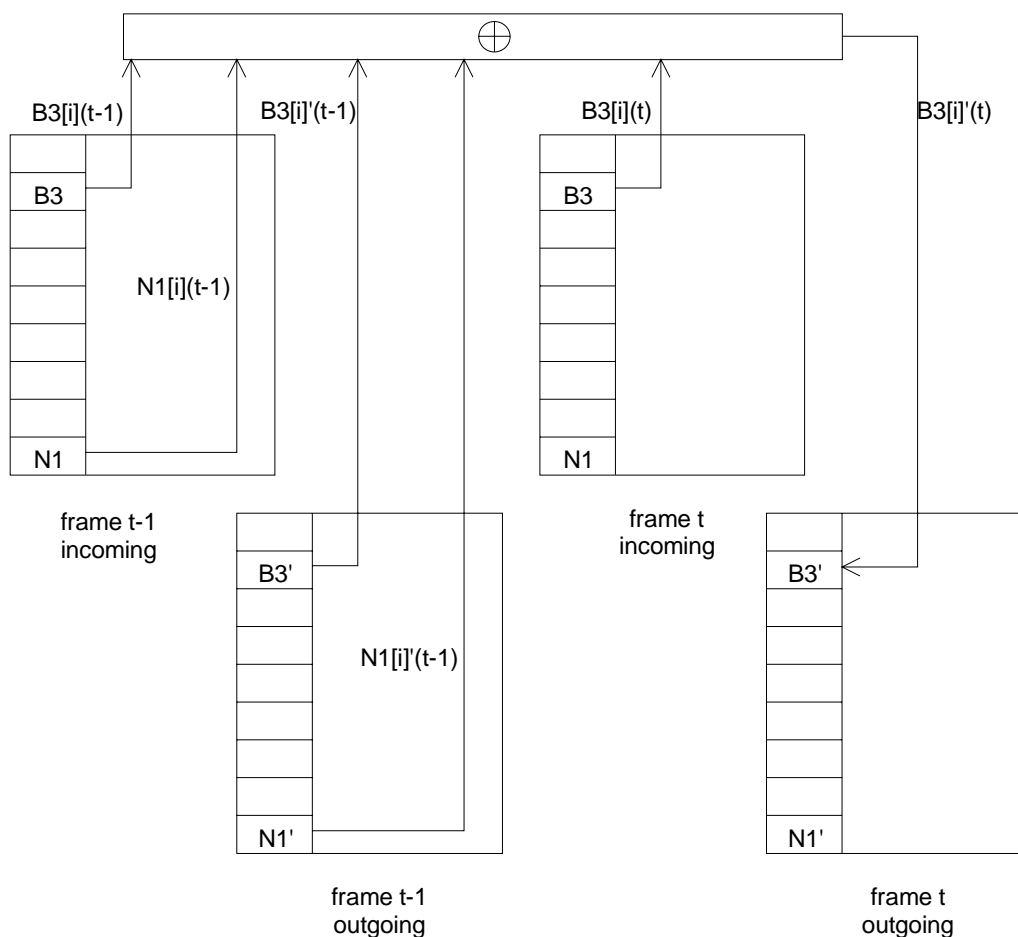 B3[i](t-1)
B3[i]'(t-1)
B3[i](t)
B3[i]'(t)
B3
B3
N1[i](t-1)
N1
N1
frame t-1
incoming
frame t
incoming
B3'
B3'
N1[i]'(t-1)
N1'
N1'
frame t-1
outgoing
frame t
outgoing